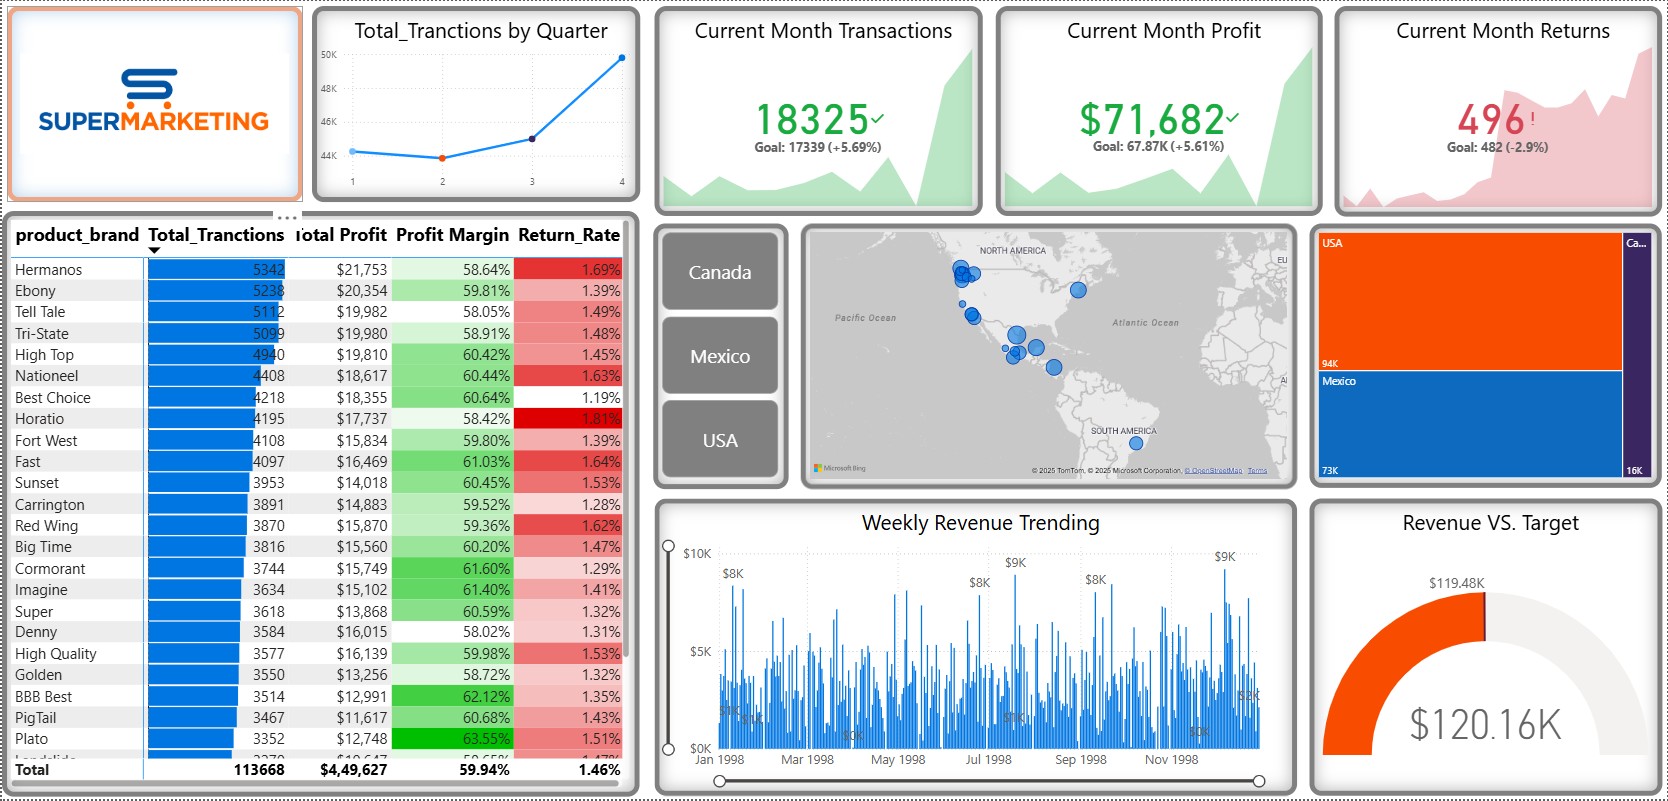 SUPERMARKETING
Total_Tranctions by Quarter
50K
48K
46K
44K
1 2 3 4
Current Month Transactions
18325
Goal: 17339 (+5.69%)
Current Month Profit
$71,682
Goal: 67.87K (+5.61%)
Current Month Returns
496!
Goal: 482 (-2.9%)
product_brand Total_Tranctions Total Profit Profit Margin Return_Rate
Hermanos 5342 $21,753 58.64% 1.69%
Ebony 5238 $20,354 59.81% 1.39%
Tell Tale 5112 $19,982 58.05% 1.49%
Tri-State 5099 $19,980 58.91% 1.48%
High Top 4940 $19,810 60.42% 1.45%
Nationeel 4408 $18,617 60.44% 1.63%
Best Choice 4218 $18,355 60.64% 1.19%
Horatio 4195 $17,737 58.42% 1.81%
Fort West 4108 $15,834 59.80% 1.39%
Fast 4097 $16,469 61.03% 1.64%
Sunset 3953 $14,018 60.45% 1.53%
Carrington 3891 $14,883 59.52% 1.28%
Red Wing 3870 $15,870 59.36% 1.62%
Big Time 3816 $15,560 60.20% 1.47%
Cormorant 3744 $15,749 61.60% 1.29%
Imagine 3634 $15,102 61.40% 1.41%
Super 3618 $13,868 60.59% 1.32%
Denny 3584 $16,015 58.02% 1.31%
High Quality 3577 $16,139 59.98% 1.53%
Golden 3550 $13,256 58.72% 1.32%
BBB Best 3514 $12,991 62.12% 1.35%
PigTail 3467 $11,617 60.68% 1.43%
Plato 3352 $12,748 63.55% 1.51%
Total 113668 $4,49,627 59.94% 1.46%
Canada
Mexico
USA
NORTH AMERICA
EU
Pacific Ocean
Atlantic Ocean
AI
SOUTH AMERICA
Microsoft Bing
© 2025 TomTom, © 2025 Microsoft Corporation, © OpenStreetMap Terms
USA
94K
Mexico
73K
Ca...
16K
Weekly Revenue Trending
$10K
$5K
$0K
$8K
$8K
$9K
$8K
$9K
$1K
$1K
$0K
$1K
$0K
$2K
Jan 1998 Mar 1998 May 1998 Jul 1998 Sep 1998 Nov 1998
Revenue VS. Target
$119.48K
$120.16K